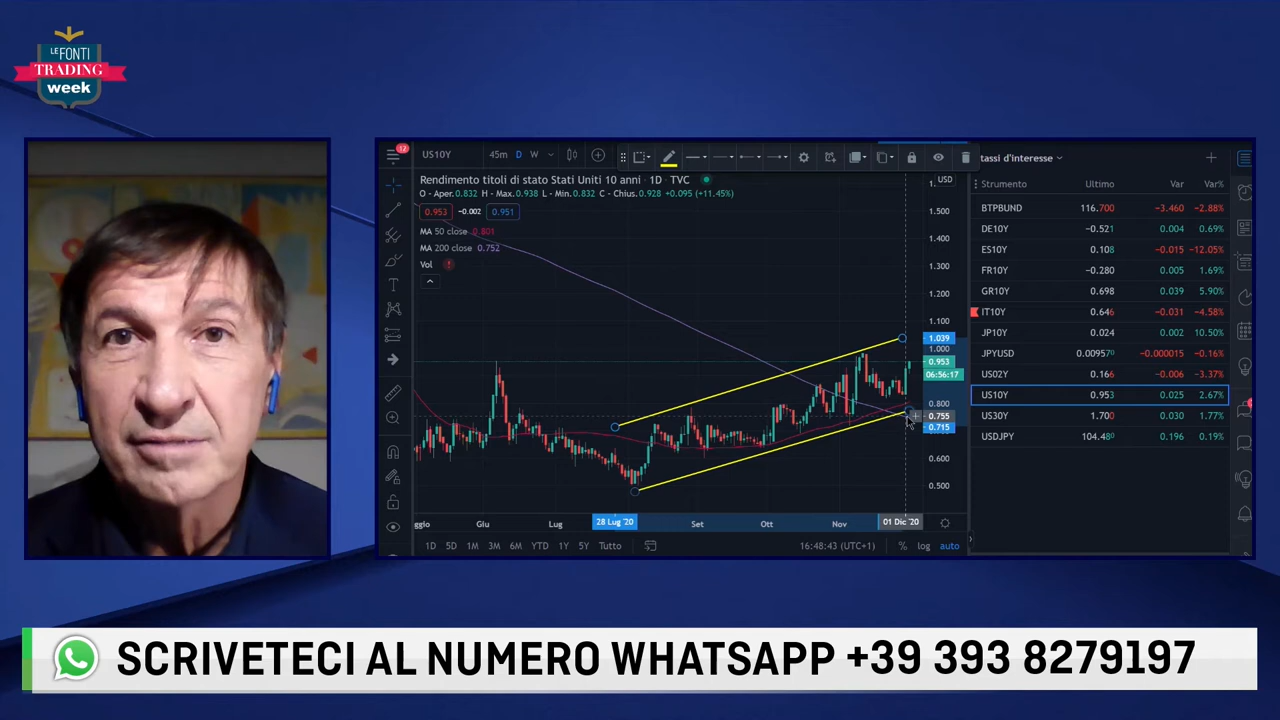 LE FONTI
TRADING
week
12
US10Y 45m D W
Rendimento titoli di stato Stati Uniti 10 anni · 1D · TVC
O - Aper. 0.832 H - Max. 0.938 L - Min. 0.832 C - Chius. 0.928 +0.095 (+11.45%)
0.953 −0.002 0.951
MA 50 close 0.801
MA 200 close 0.752
Vol !
USD
1.500
1.400
1.300
1.200
1.100
1.039
1.000
0.953
06:56:17
0.800
0.755
0.715
0.600
0.500
ggio Giu Lug 28 Lug '20 Set Ott Nov 01 Dic '20
1D 5D 1M 3M 6M YTD 1Y 5Y Tutto 16:48:43 (UTC+1) % log auto
tassi d'interesse
Strumento Ultimo Var Var%
BTPBUND 116.700 −3.460 −2.88%
DE10Y −0.521 0.004 0.69%
ES10Y 0.108 −0.015 −12.05%
FR10Y −0.280 0.005 1.69%
GR10Y 0.698 0.039 5.90%
IT10Y 0.646 −0.031 −4.58%
JP10Y 0.024 0.002 10.50%
JPYUSD 0.009570 −0.000015 −0.16%
US02Y 0.166 −0.006 −3.37%
US10Y 0.953 0.025 2.67%
US30Y 1.700 0.030 1.77%
USDJPY 104.480 0.196 0.19%
SCRIVETECI AL NUMERO WHATSAPP +39 393 8279197